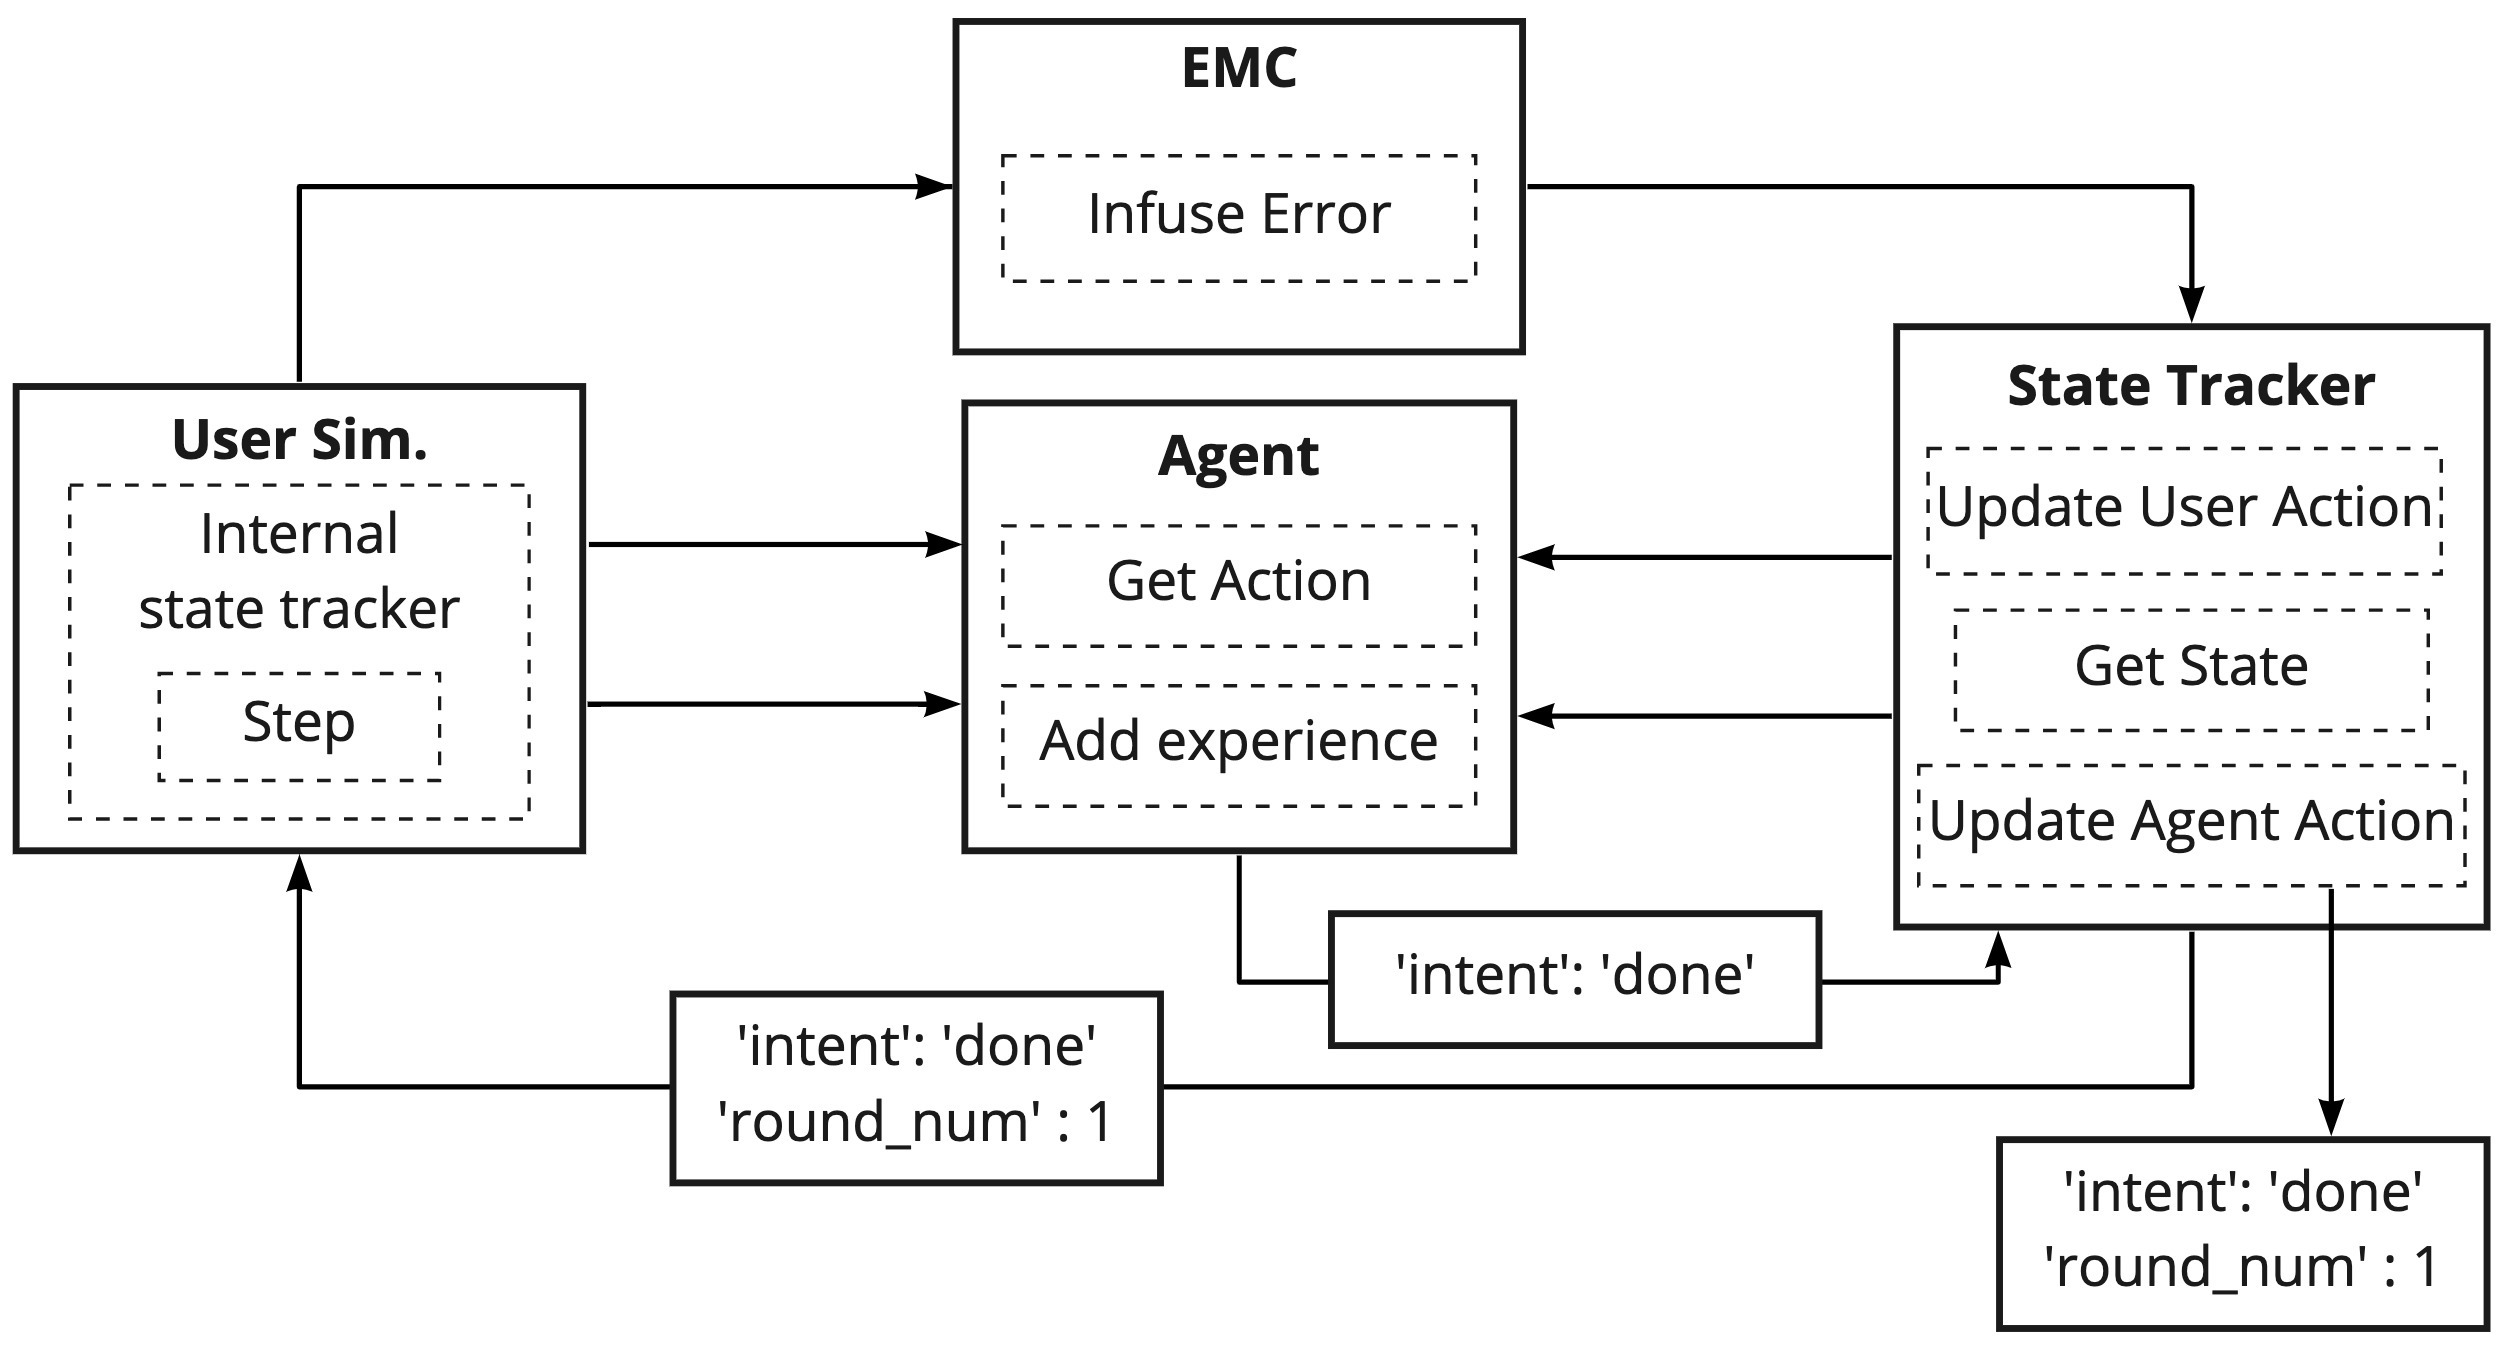 EMC
Infuse Error
User Sim.
Internal
state tracker
Step
Agent
Get Action
Add experience
State Tracker
Update User Action
Get State
Update Agent Action
'intent': 'done'
'intent': 'done'
'round_num' : 1
'intent': 'done'
'round_num' : 1